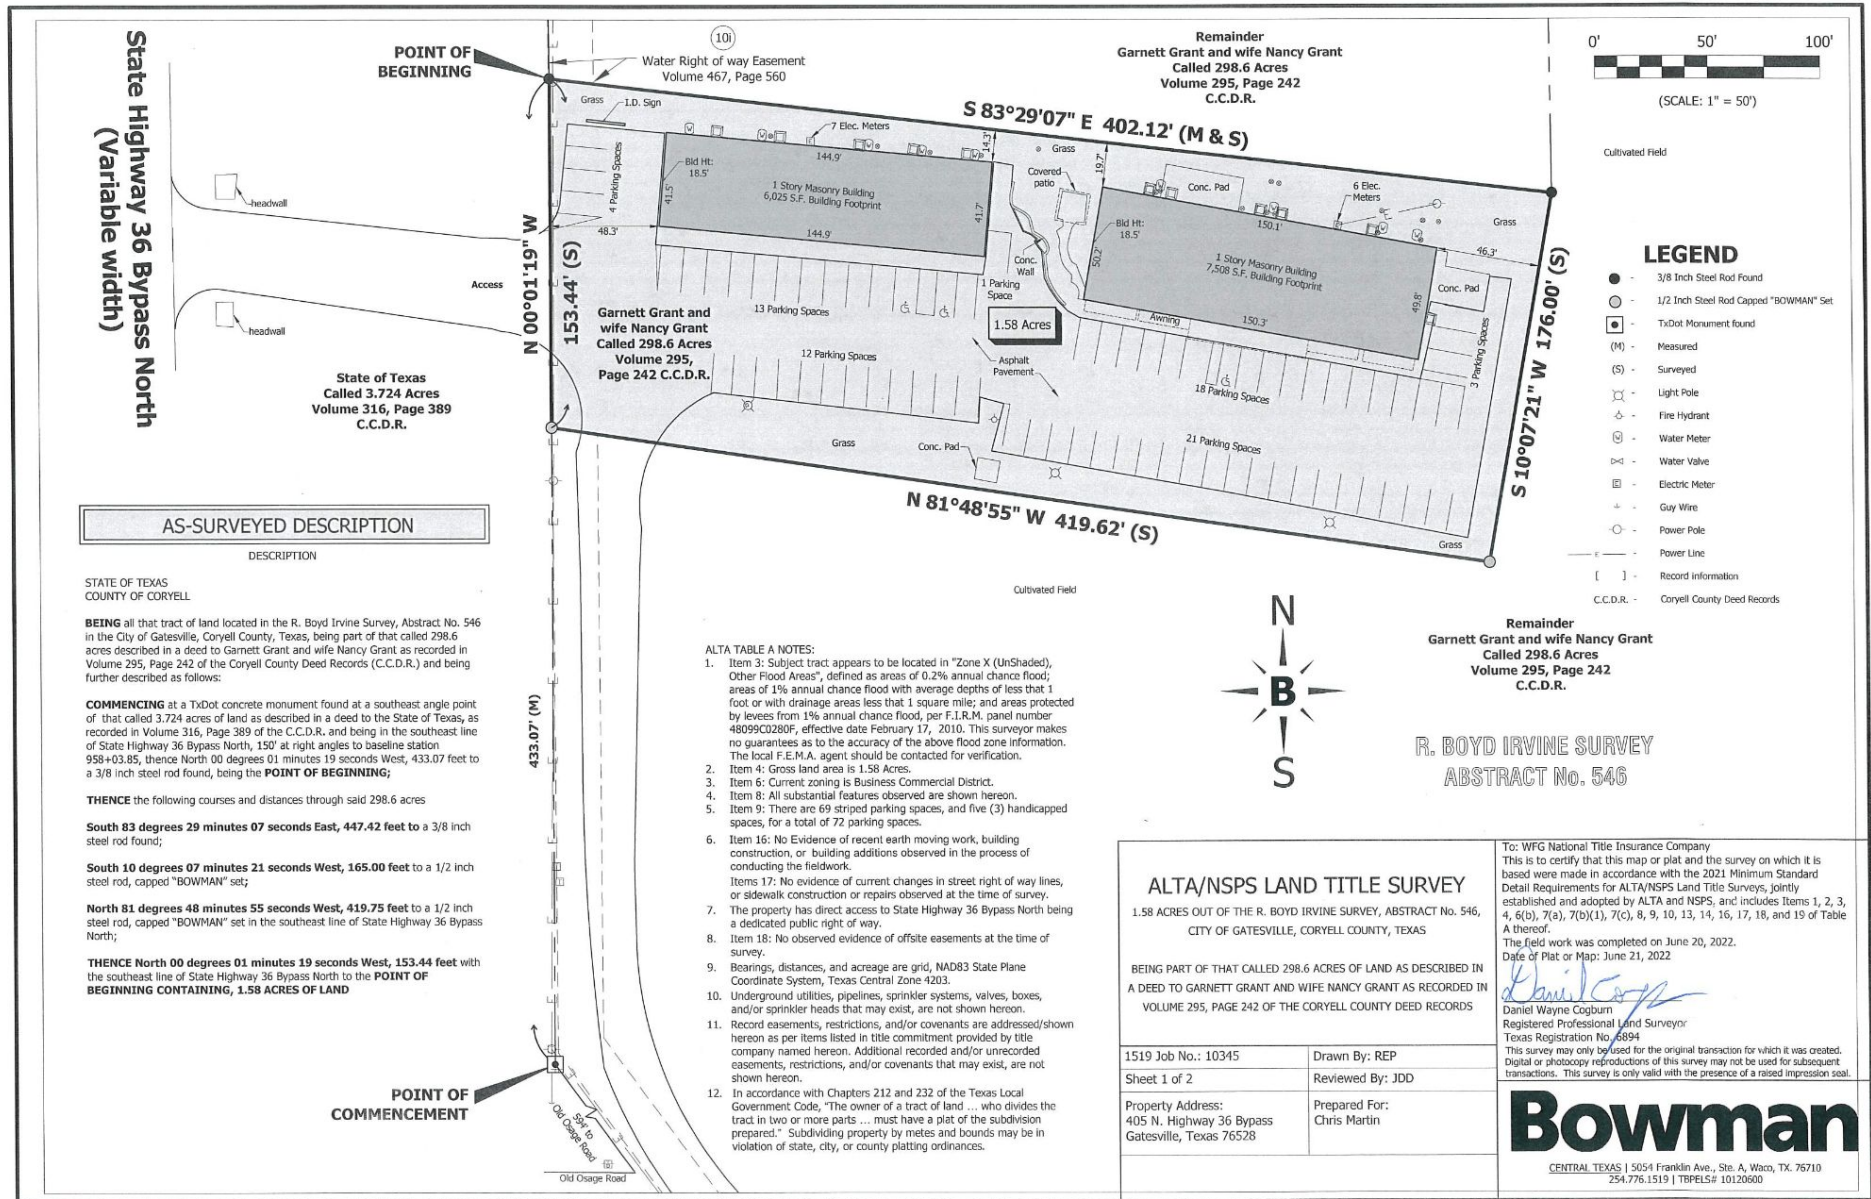 State Highway 36 Bypass North
(Variable width)
POINT OF
BEGINNING
10i
Water Right of way Easement
Volume 467, Page 560
Remainder
Garnett Grant and wife Nancy Grant
Called 298.6 Acres
Volume 295, Page 242
C.C.D.R.
0' 50' 100'
(SCALE: 1" = 50')
Cultivated Field
S 83°29'07" E 402.12' (M & S)
Grass
I.D. Sign
7 Elec. Meters
14.3'
Grass
19.7'
Covered
patio
Conc. Pad
6 Elec.
Meters
Grass
4 Parking Spaces
Bld Ht:
18.5'
144.9'
1 Story Masonry Building
6,025 S.F. Building Footprint
41.5'
41.7'
144.9'
48.3'
Bld Ht:
18.5'
150.1'
1 Story Masonry Building
7,508 S.F. Building Footprint
50.2'
49.8'
150.3'
46.3'
Conc. Pad
Awning
Conc.
Wall
1 Parking
Space
1.58 Acres
13 Parking Spaces
12 Parking Spaces
Asphalt
Pavement
18 Parking Spaces
3 Parking Spaces
21 Parking Spaces
Grass
Conc. Pad
Grass
headwall
headwall
Access
N 00°01'19" W
153.44' (S)
Garnett Grant and
wife Nancy Grant
Called 298.6 Acres
Volume 295,
Page 242 C.C.D.R.
State of Texas
Called 3.724 Acres
Volume 316, Page 389
C.C.D.R.
S 10°07'21" W 176.00' (S)
N 81°48'55" W 419.62' (S)
Cultivated Field
LEGEND
- 3/8 Inch Steel Rod Found
- 1/2 Inch Steel Rod Capped "BOWMAN" Set
- TxDot Monument found
(M) - Measured
(S) - Surveyed
- Light Pole
- Fire Hydrant
- Water Meter
- Water Valve
- Electric Meter
- Guy Wire
- Power Pole
E - Power Line
[ ] - Record information
C.C.D.R. - Coryell County Deed Records
Remainder
Garnett Grant and wife Nancy Grant
Called 298.6 Acres
Volume 295, Page 242
C.C.D.R.
N
B
S
R. BOYD IRVINE SURVEY
ABSTRACT No. 546
AS-SURVEYED DESCRIPTION
DESCRIPTION
STATE OF TEXAS
COUNTY OF CORYELL
BEING all that tract of land located in the R. Boyd Irvine Survey, Abstract No. 546
in the City of Gatesville, Coryell County, Texas, being part of that called 298.6
acres described in a deed to Garnett Grant and wife Nancy Grant as recorded in
Volume 295, Page 242 of the Coryell County Deed Records (C.C.D.R.) and being
further described as follows:
COMMENCING at a TxDot concrete monument found at a southeast angle point
of that called 3.724 acres of land as described in a deed to the State of Texas, as
recorded in Volume 316, Page 389 of the C.C.D.R. and being in the southeast line
of State Highway 36 Bypass North, 150' at right angles to baseline station
958+03.85, thence North 00 degrees 01 minutes 19 seconds West, 433.07 feet to
a 3/8 inch steel rod found, being the POINT OF BEGINNING;
THENCE the following courses and distances through said 298.6 acres
South 83 degrees 29 minutes 07 seconds East, 447.42 feet to a 3/8 inch
steel rod found;
South 10 degrees 07 minutes 21 seconds West, 165.00 feet to a 1/2 inch
steel rod, capped "BOWMAN" set;
North 81 degrees 48 minutes 55 seconds West, 419.75 feet to a 1/2 inch
steel rod, capped "BOWMAN" set in the southeast line of State Highway 36 Bypass
North;
THENCE North 00 degrees 01 minutes 19 seconds West, 153.44 feet with
the southeast line of State Highway 36 Bypass North to the POINT OF
BEGINNING CONTAINING, 1.58 ACRES OF LAND
433.07' (M)
POINT OF
COMMENCEMENT
594' to
Old Osage Road
Old Osage Road
ALTA TABLE A NOTES:
1. Item 3: Subject tract appears to be located in "Zone X (UnShaded),
Other Flood Areas", defined as areas of 0.2% annual chance flood;
areas of 1% annual chance flood with average depths of less that 1
foot or with drainage areas less that 1 square mile; and areas protected
by levees from 1% annual chance flood, per F.I.R.M. panel number
48099C0280F, effective date February 17, 2010. This surveyor makes
no guarantees as to the accuracy of the above flood zone information.
The local F.E.M.A. agent should be contacted for verification.
2. Item 4: Gross land area is 1.58 Acres.
3. Item 6: Current zoning is Business Commercial District.
4. Item 8: All substantial features observed are shown hereon.
5. Item 9: There are 69 striped parking spaces, and five (3) handicapped
spaces, for a total of 72 parking spaces.
6. Item 16: No Evidence of recent earth moving work, building
construction, or building additions observed in the process of
conducting the fieldwork.
Items 17: No evidence of current changes in street right of way lines,
or sidewalk construction or repairs observed at the time of survey.
7. The property has direct access to State Highway 36 Bypass North being
a dedicated public right of way.
8. Item 18: No observed evidence of offsite easements at the time of
survey.
9. Bearings, distances, and acreage are grid, NAD83 State Plane
Coordinate System, Texas Central Zone 4203.
10. Underground utilities, pipelines, sprinkler systems, valves, boxes,
and/or sprinkler heads that may exist, are not shown hereon.
11. Record easements, restrictions, and/or covenants are addressed/shown
hereon as per items listed in title commitment provided by title
company named hereon. Additional recorded and/or unrecorded
easements, restrictions, and/or covenants that may exist, are not
shown hereon.
12. In accordance with Chapters 212 and 232 of the Texas Local
Government Code, "The owner of a tract of land ... who divides the
tract in two or more parts ... must have a plat of the subdivision
prepared." Subdividing property by metes and bounds may be in
violation of state, city, or county platting ordinances.
ALTA/NSPS LAND TITLE SURVEY
1.58 ACRES OUT OF THE R. BOYD IRVINE SURVEY, ABSTRACT No. 546,
CITY OF GATESVILLE, CORYELL COUNTY, TEXAS
BEING PART OF THAT CALLED 298.6 ACRES OF LAND AS DESCRIBED IN
A DEED TO GARNETT GRANT AND WIFE NANCY GRANT AS RECORDED IN
VOLUME 295, PAGE 242 OF THE CORYELL COUNTY DEED RECORDS
1519 Job No.: 10345
Drawn By: REP
Sheet 1 of 2
Reviewed By: JDD
Property Address:
405 N. Highway 36 Bypass
Gatesville, Texas 76528
Prepared For:
Chris Martin
To: WFG National Title Insurance Company
This is to certify that this map or plat and the survey on which it is
based were made in accordance with the 2021 Minimum Standard
Detail Requirements for ALTA/NSPS Land Title Surveys, jointly
established and adopted by ALTA and NSPS, and includes Items 1, 2, 3,
4, 6(b), 7(a), 7(b)(1), 7(c), 8, 9, 10, 13, 14, 16, 17, 18, and 19 of Table
A thereof.
The field work was completed on June 20, 2022.
Date of Plat or Map: June 21, 2022
Daniel Wayne Cogburn
Registered Professional Land Surveyor
Texas Registration No. 6894
This survey may only be used for the original transaction for which it was created.
Digital or photocopy reproductions of this survey may not be used for subsequent
transactions. This survey is only valid with the presence of a raised impression seal.
Bowman
CENTRAL TEXAS | 5054 Franklin Ave., Ste. A, Waco, TX. 76710
254.776.1519 | TBPELS# 10120600